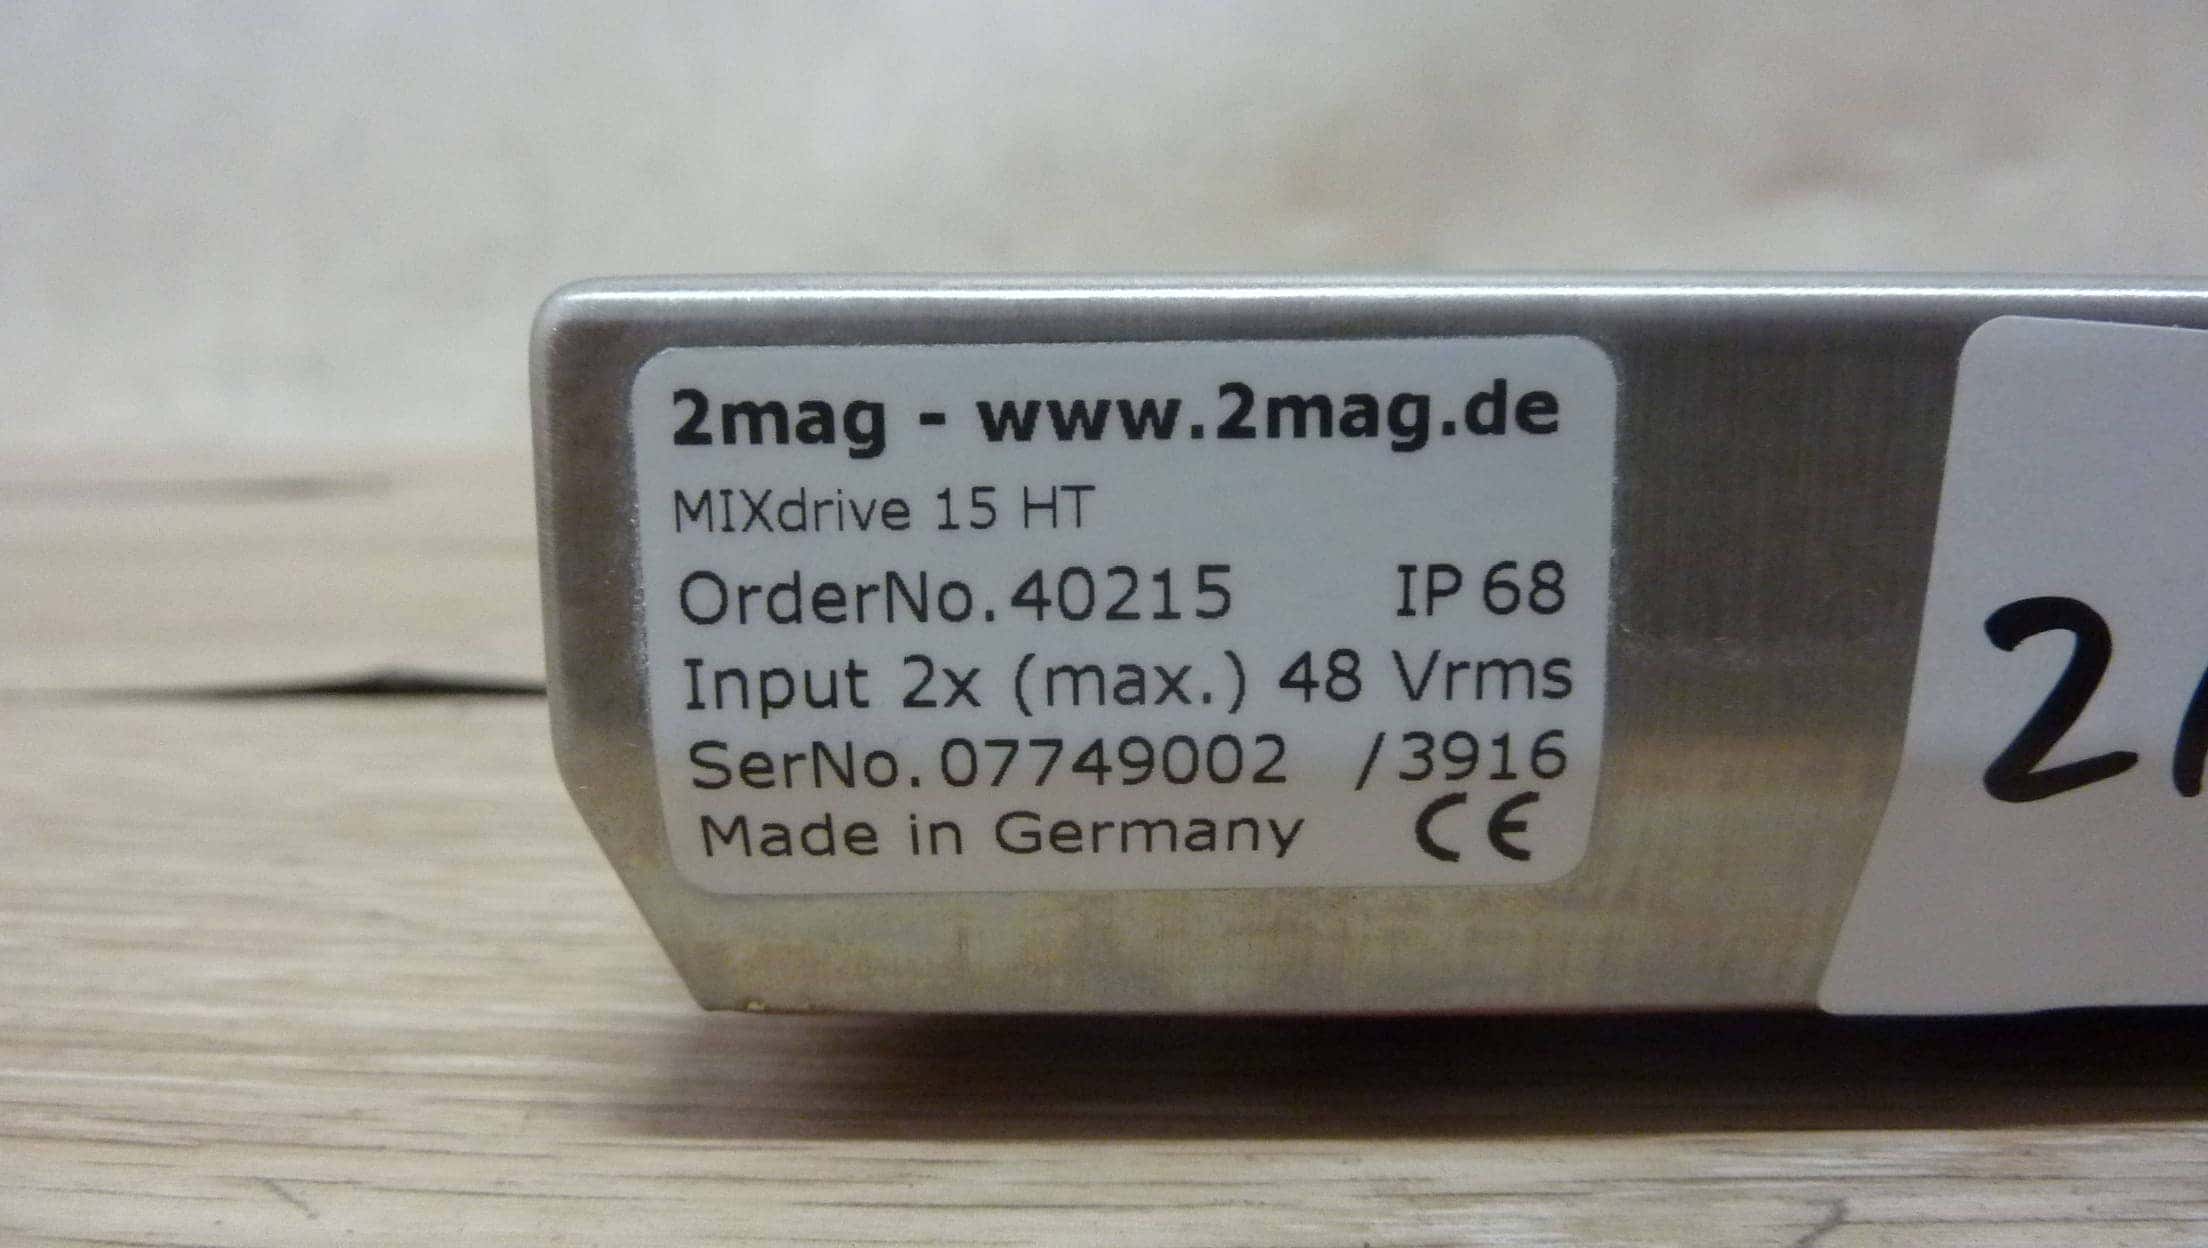 2mag - www.2mag.de
MIXdrive 15 HT
OrderNo. 40215 IP 68
Input 2x (max.) 48 Vrms
SerNo. 07749002 /3916
Made in Germany CE
2